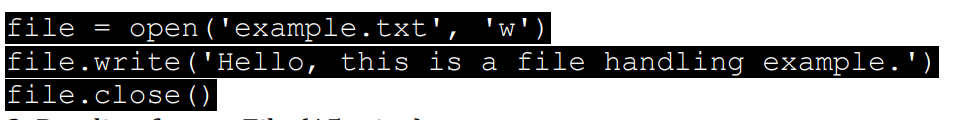 file = open('example.txt', 'w')
file.write('Hello, this is a file handling example.')
file.close()